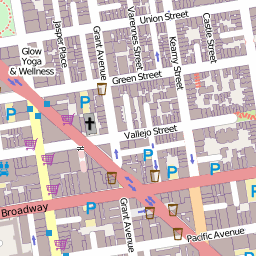 Union Street
Jasper Place
Grant Avenue
Varennes Street
Kearny Street
Castle Street
Glow
Yoga
& Wellness
Green Street
P
P
P
Vallejo Street
P
P
Broadway
P
P
Grant Avenue
Pacific Avenue